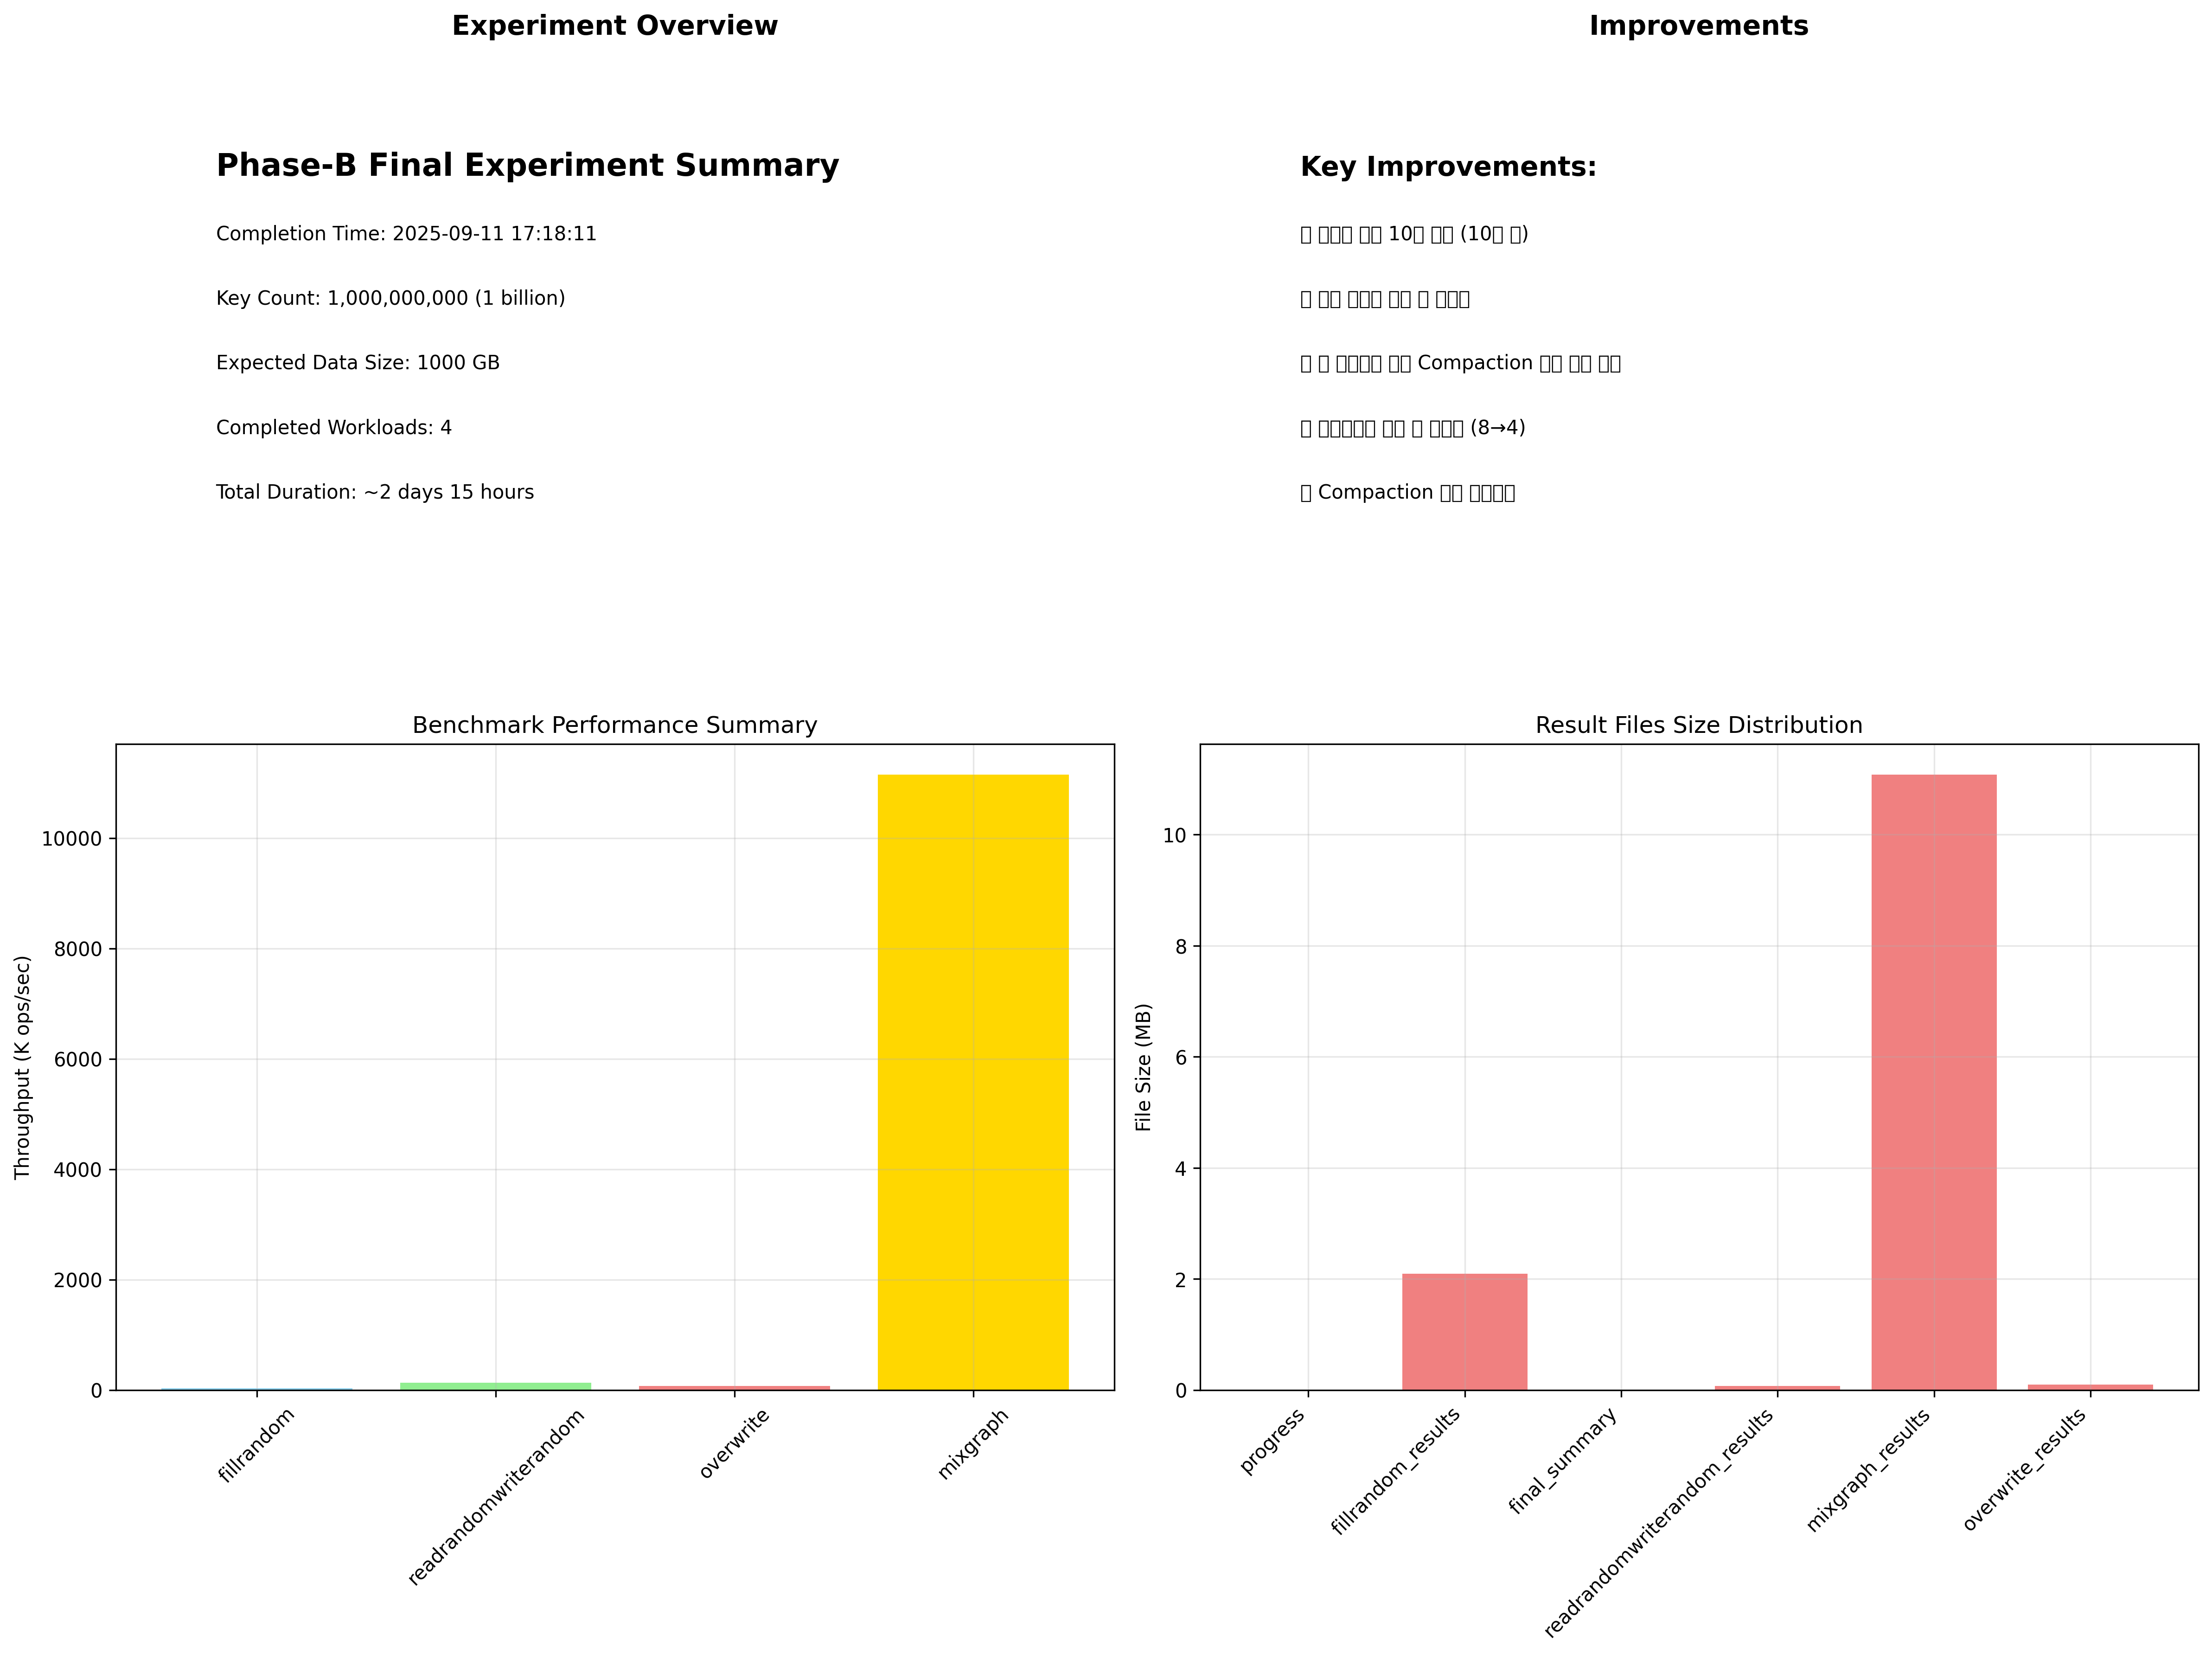 Experiment Overview
Phase-B Final Experiment Summary
Completion Time: 2025-09-11 17:18:11
Key Count: 1,000,000,000 (1 billion)
Expected Data Size: 1000 GB
Completed Workloads: 4
Total Duration: ~2 days 15 hours
Improvements
Key Improvements:
10 (10 )
Compaction
(8→4)
Compaction
Benchmark Performance Summary
Throughput (K ops/sec)
10000
8000
6000
4000
2000
0
fillrandom
readrandomwriterandom
overwrite
mixgraph
Result Files Size Distribution
File Size (MB)
10
8
6
4
2
0
progress
fillrandom_results
final_summary
readrandomwriterandom_results
mixgraph_results
overwrite_results